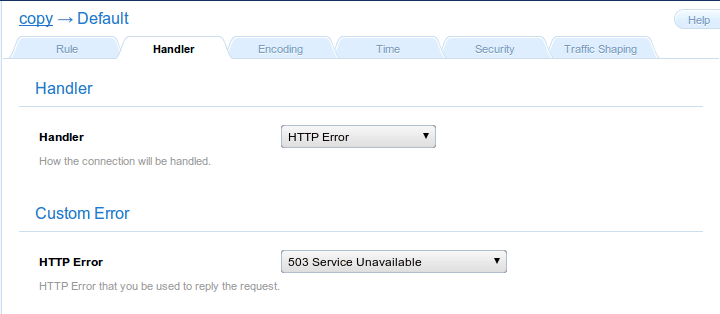 copy → Default
Help
Rule Handler Encoding Time Security Traffic Shaping
Handler
Handler HTTP Error
How the connection will be handled.
Custom Error
HTTP Error 503 Service Unavailable
HTTP Error that you be used to reply the request.